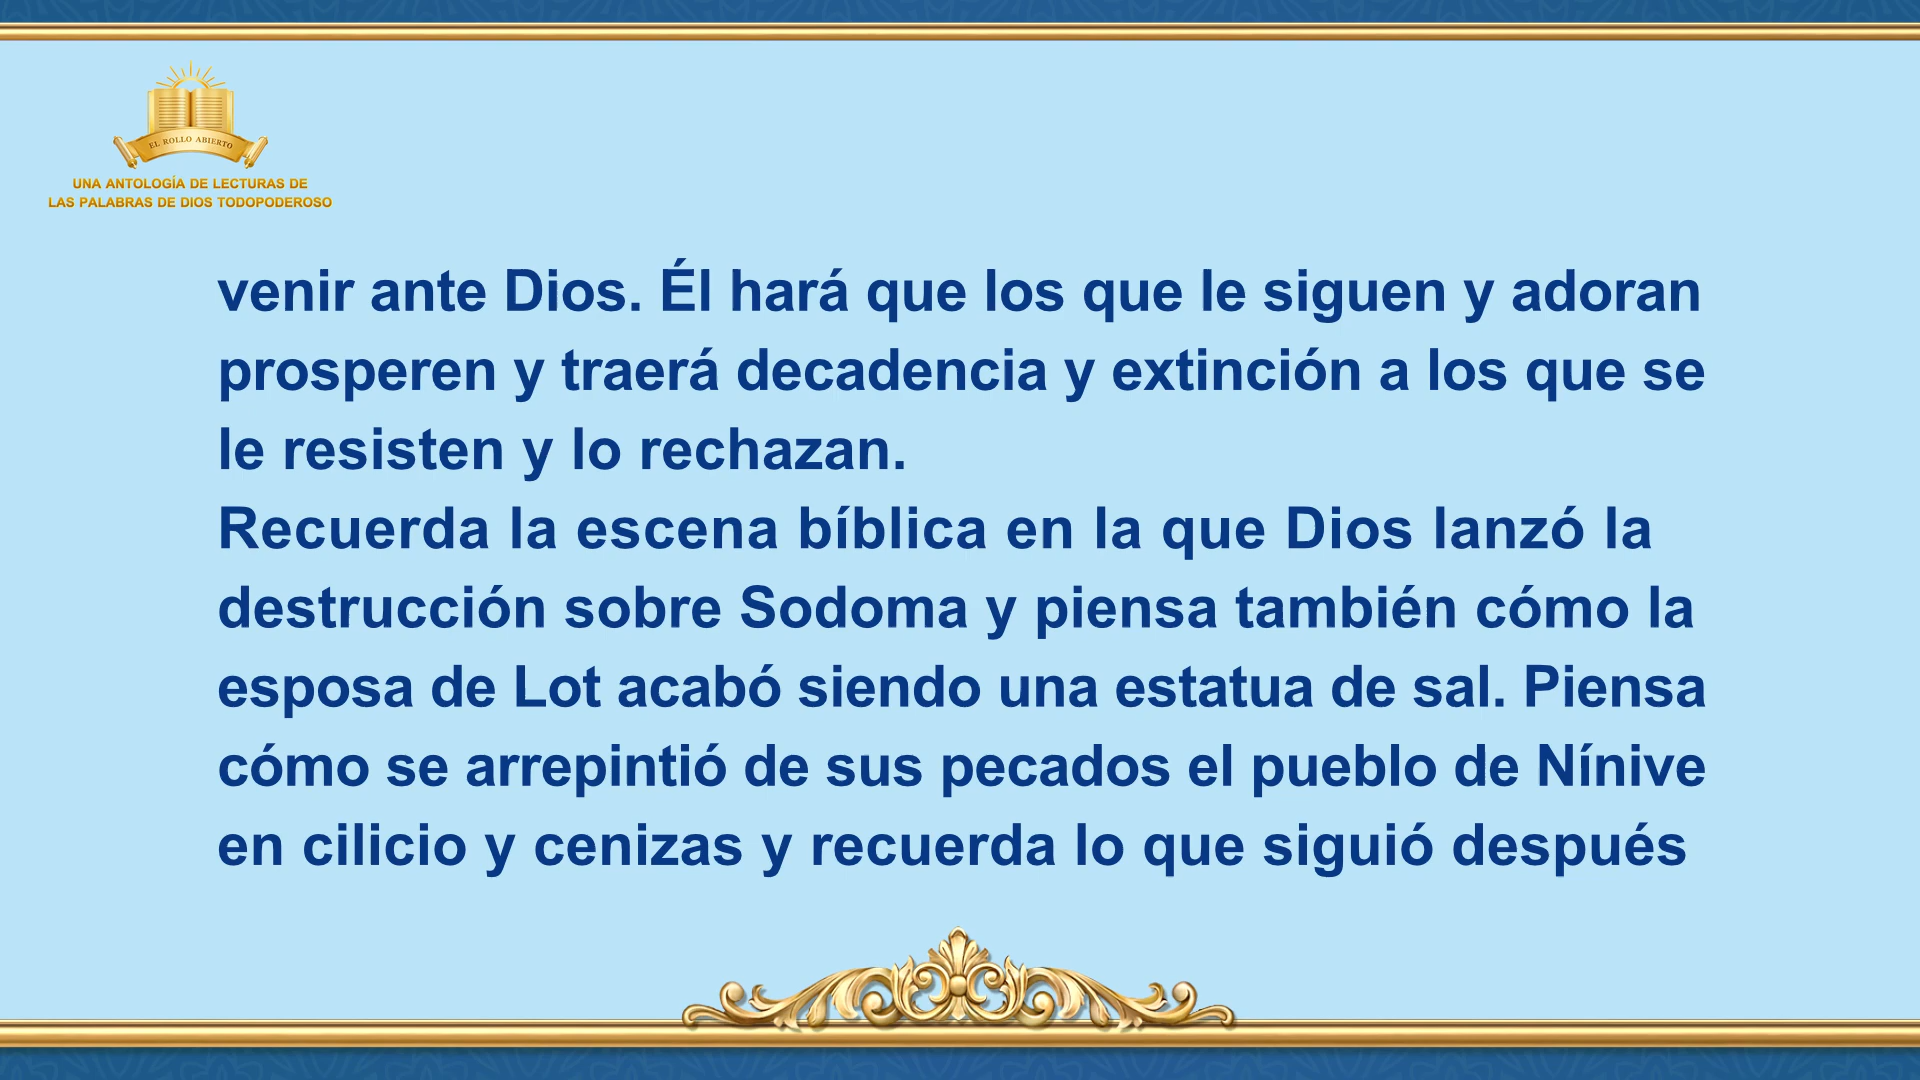 EL ROLLO ABIERTO
UNA ANTOLOGÍA DE LECTURAS DE
LAS PALABRAS DE DIOS TODOPODEROSO
venir ante Dios. Él hará que los que le siguen y adoran
prosperen y traerá decadencia y extinción a los que se
le resisten y lo rechazan.
Recuerda la escena bíblica en la que Dios lanzó la
destrucción sobre Sodoma y piensa también cómo la
esposa de Lot acabó siendo una estatua de sal. Piensa
cómo se arrepintió de sus pecados el pueblo de Nínive
en cilicio y cenizas y recuerda lo que siguió después